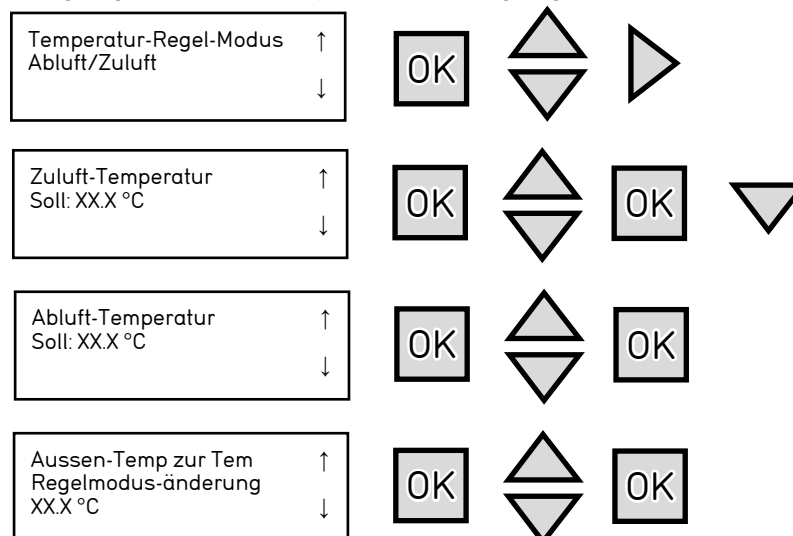 Temperatur-Regel-Modus ↑
Abluft/Zuluft
↓
OK
Zuluft-Temperatur ↑
Soll: XX.X °C
↓
OK OK
Abluft-Temperatur ↑
Soll: XX.X °C
↓
OK OK
Aussen-Temp zur Tem ↑
Regelmodus-änderung
XX.X °C ↓
OK OK